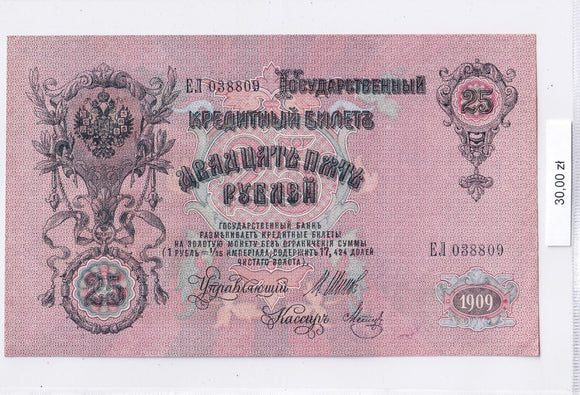 ЕЛ 038809
Государственный
25
Кредитный Билетъ
25
Двадцать пять
рублей
Государственный Банкъ
размѣниваетъ кредитные билеты
на золотую монету безъ ограниченія суммы
(1 рубль = 1/15 имперіала, содержитъ 17,424 долей
чистаго золота).
ЕЛ 038809
Управляющій
25
1909
Кассиръ
30,00 zł